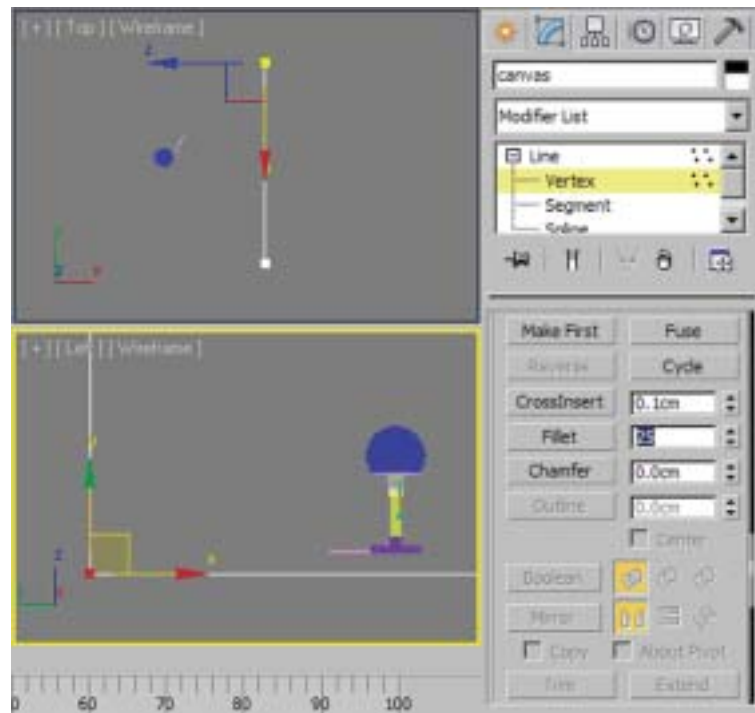 [+][Top][Wireframe]
z
z x
[+][Left][Wireframe]
y
x
z
60 70 80 90 100
canvas
Modifier List
Line
Vertex
Segment
Spline
Make First Fuse
Reverse Cycle
CrossInsert 0.1cm
Fillet 25
Chamfer 0.0cm
Outline 0.0cm
Center
Boolean
Mirror
Copy About Pivot
Trim Extend